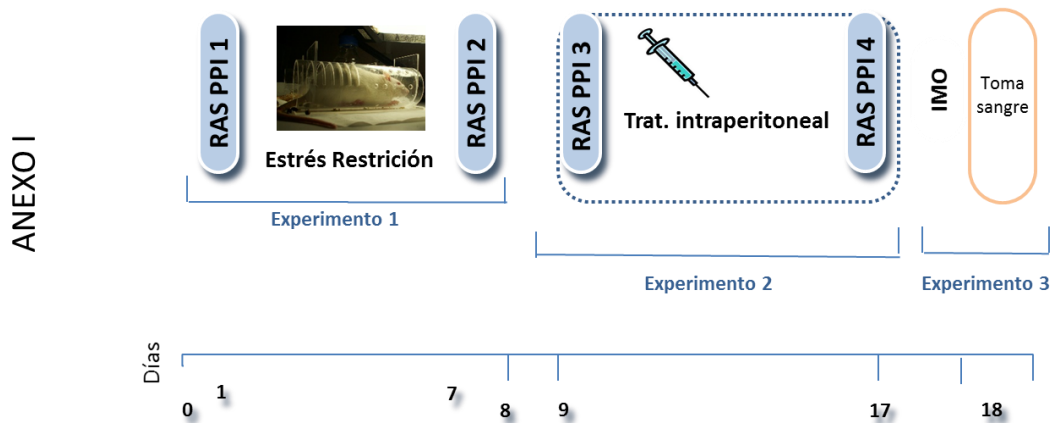 ANEXO I
RAS PPI 1
Estrés Restrición
RAS PPI 2
Experimento 1
RAS PPI 3
Trat. intraperitoneal
RAS PPI 4
Experimento 2
IMO
Toma
sangre
Experimento 3
Días
0
1
7
8
9
17
18